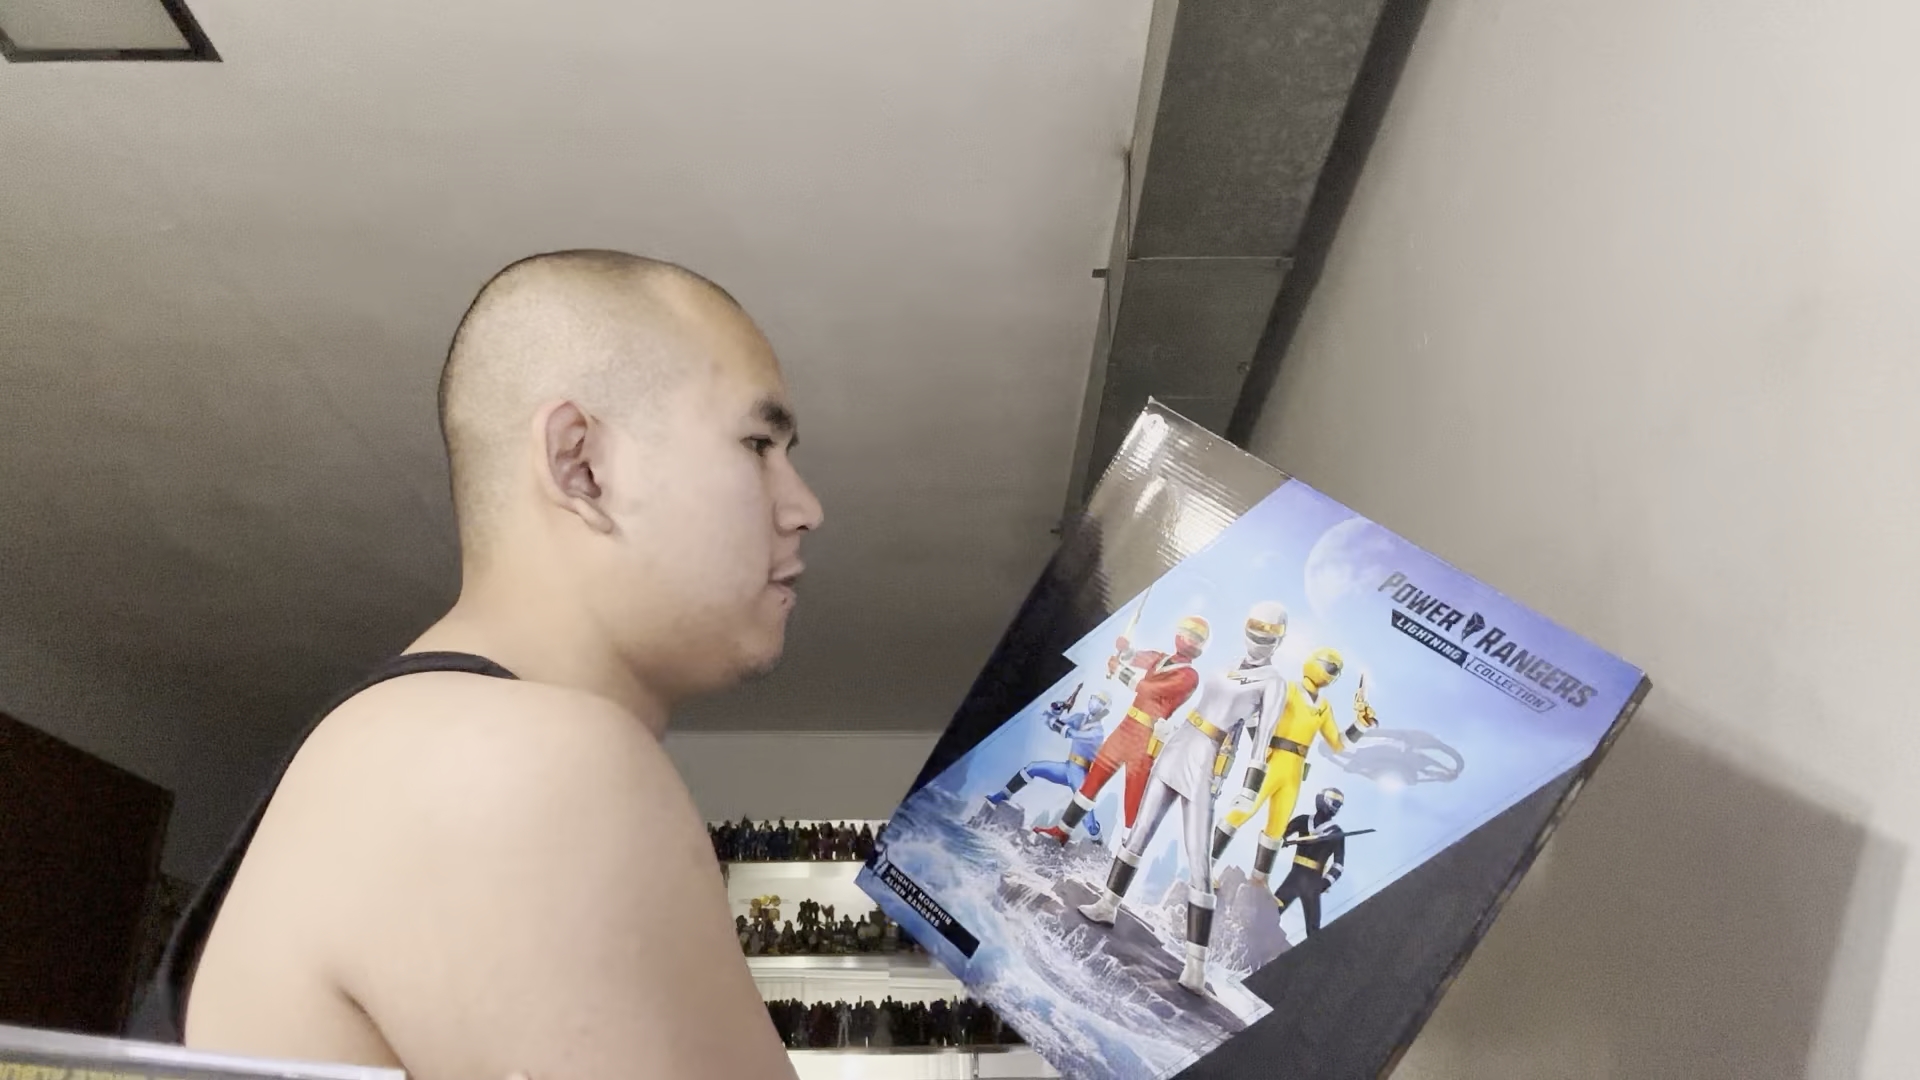 POWER RANGERS
LIGHTNING COLLECTION
MIGHTY MORPHIN
ALIEN RANGERS